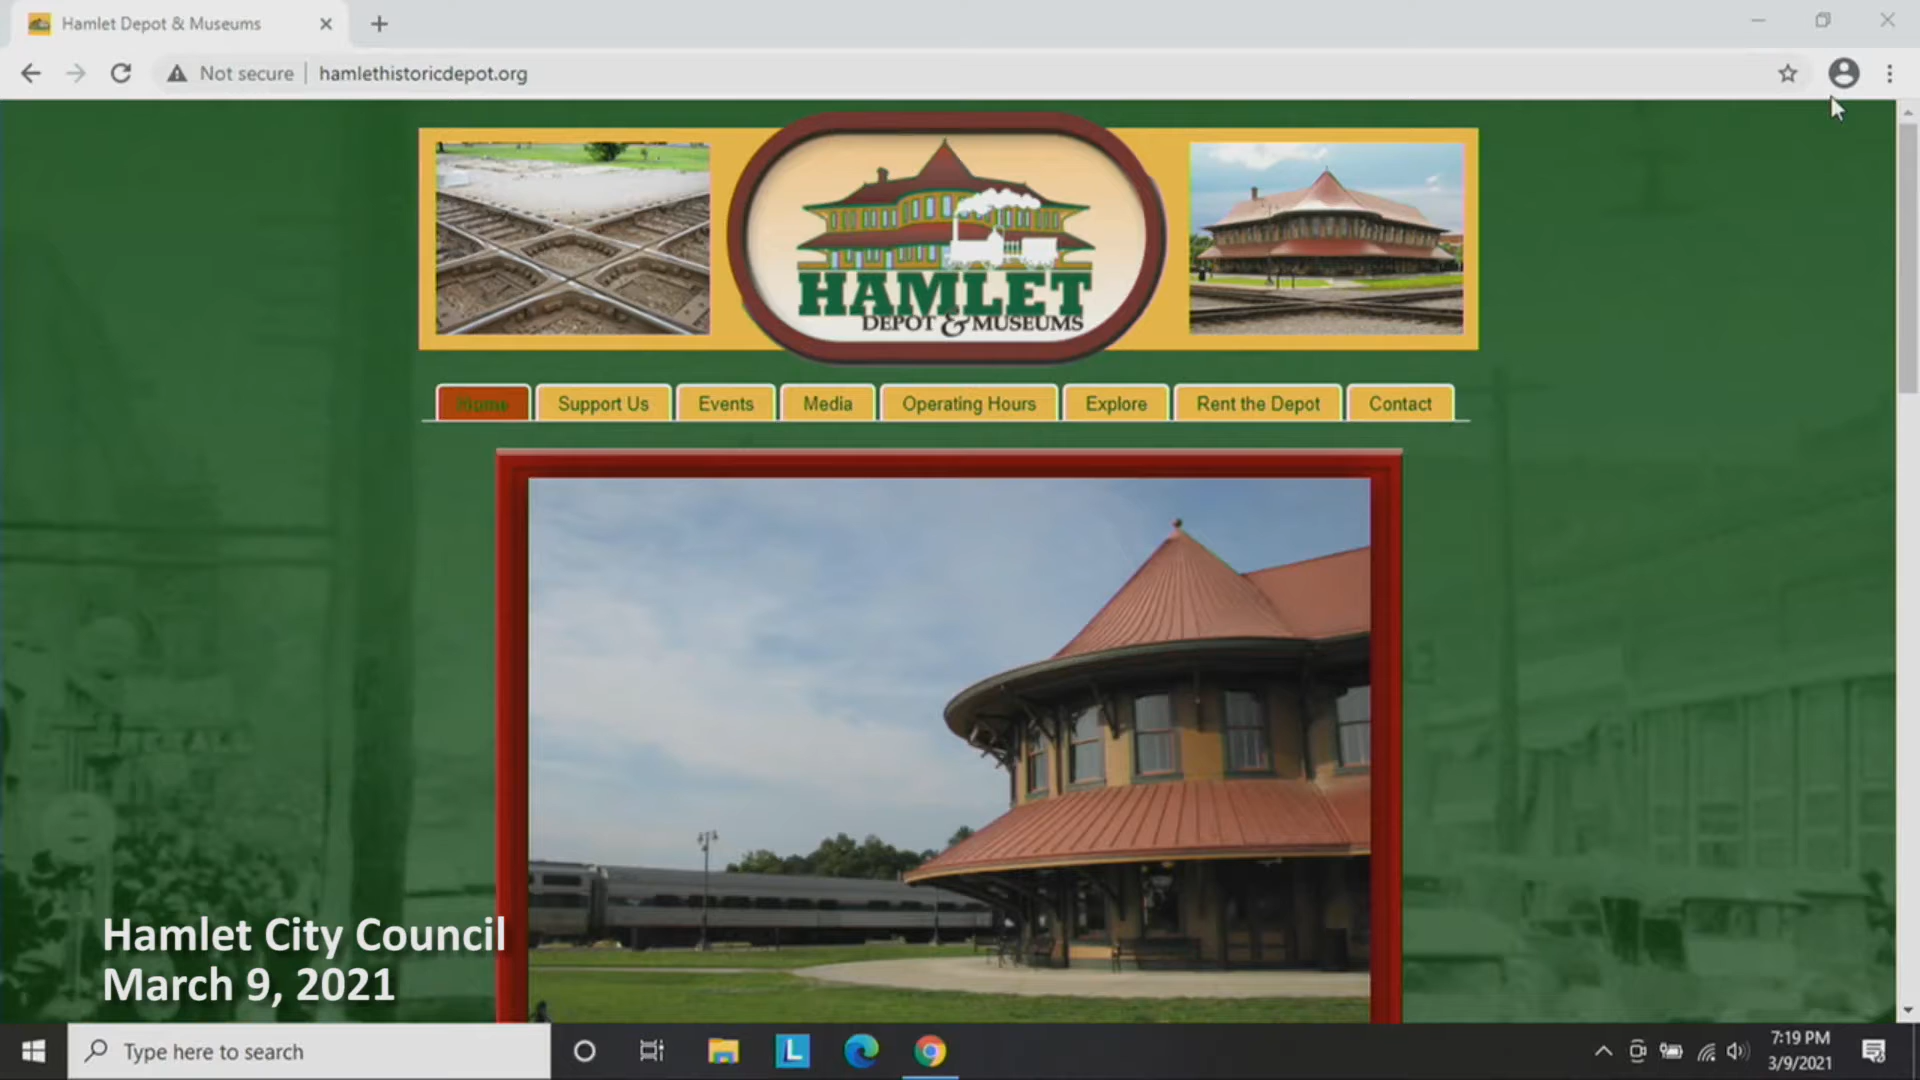 Hamlet Depot & Museums
Not secure
hamlethistoricdepot.org
HAMLET
DEPOT & MUSEUMS
Home
Support Us
Events
Media
Operating Hours
Explore
Rent the Depot
Contact
Hamlet City Council
March 9, 2021
Type here to search
L
7:19 PM
3/9/2021